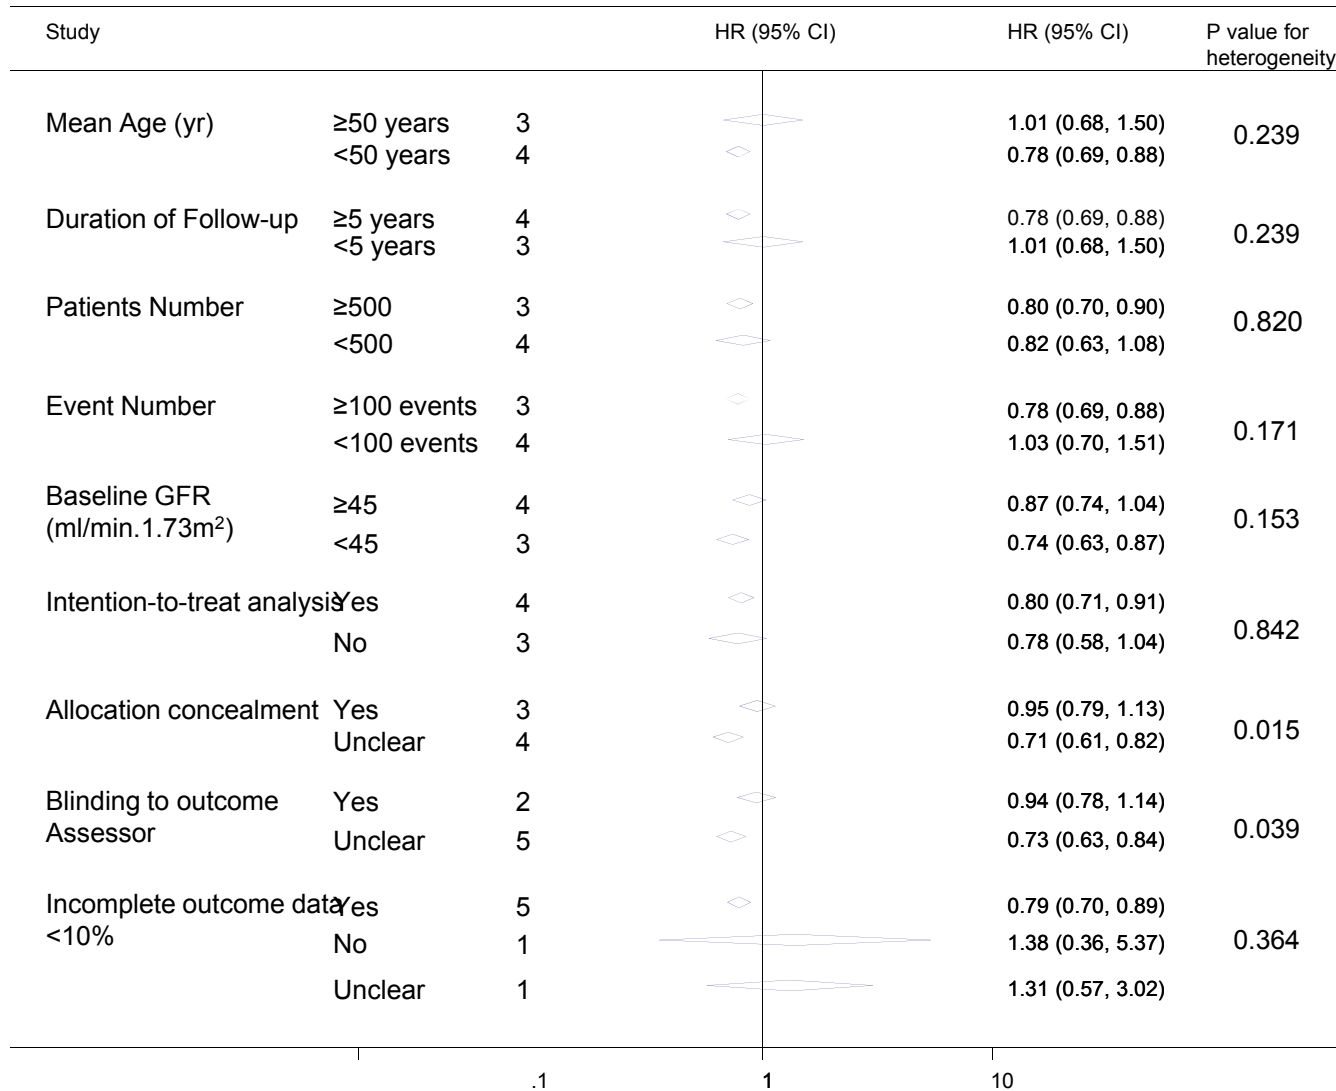 Study HR (95% CI) HR (95% CI) P value for
heterogeneity
Mean Age (yr) ≥50 years 3 1.01 (0.68, 1.50) 0.239
<50 years 4 0.78 (0.69, 0.88)
Duration of Follow-up ≥5 years 4 0.78 (0.69, 0.88) 0.239
<5 years 3 1.01 (0.68, 1.50)
Patients Number ≥500 3 0.80 (0.70, 0.90) 0.820
<500 4 0.82 (0.63, 1.08)
Event Number ≥100 events 3 0.78 (0.69, 0.88) 0.171
<100 events 4 1.03 (0.70, 1.51)
Baseline GFR ≥45 4 0.87 (0.74, 1.04) 0.153
(ml/min.1.73m²) <45 3 0.74 (0.63, 0.87)
Intention-to-treat analysis Yes 4 0.80 (0.71, 0.91) 0.842
No 3 0.78 (0.58, 1.04)
Allocation concealment Yes 3 0.95 (0.79, 1.13) 0.015
Unclear 4 0.71 (0.61, 0.82)
Blinding to outcome Yes 2 0.94 (0.78, 1.14) 0.039
Assessor Unclear 5 0.73 (0.63, 0.84)
Incomplete outcome data Yes 5 0.79 (0.70, 0.89)
<10% No 1 1.38 (0.36, 5.37) 0.364
Unclear 1 1.31 (0.57, 3.02)
.1 1 10